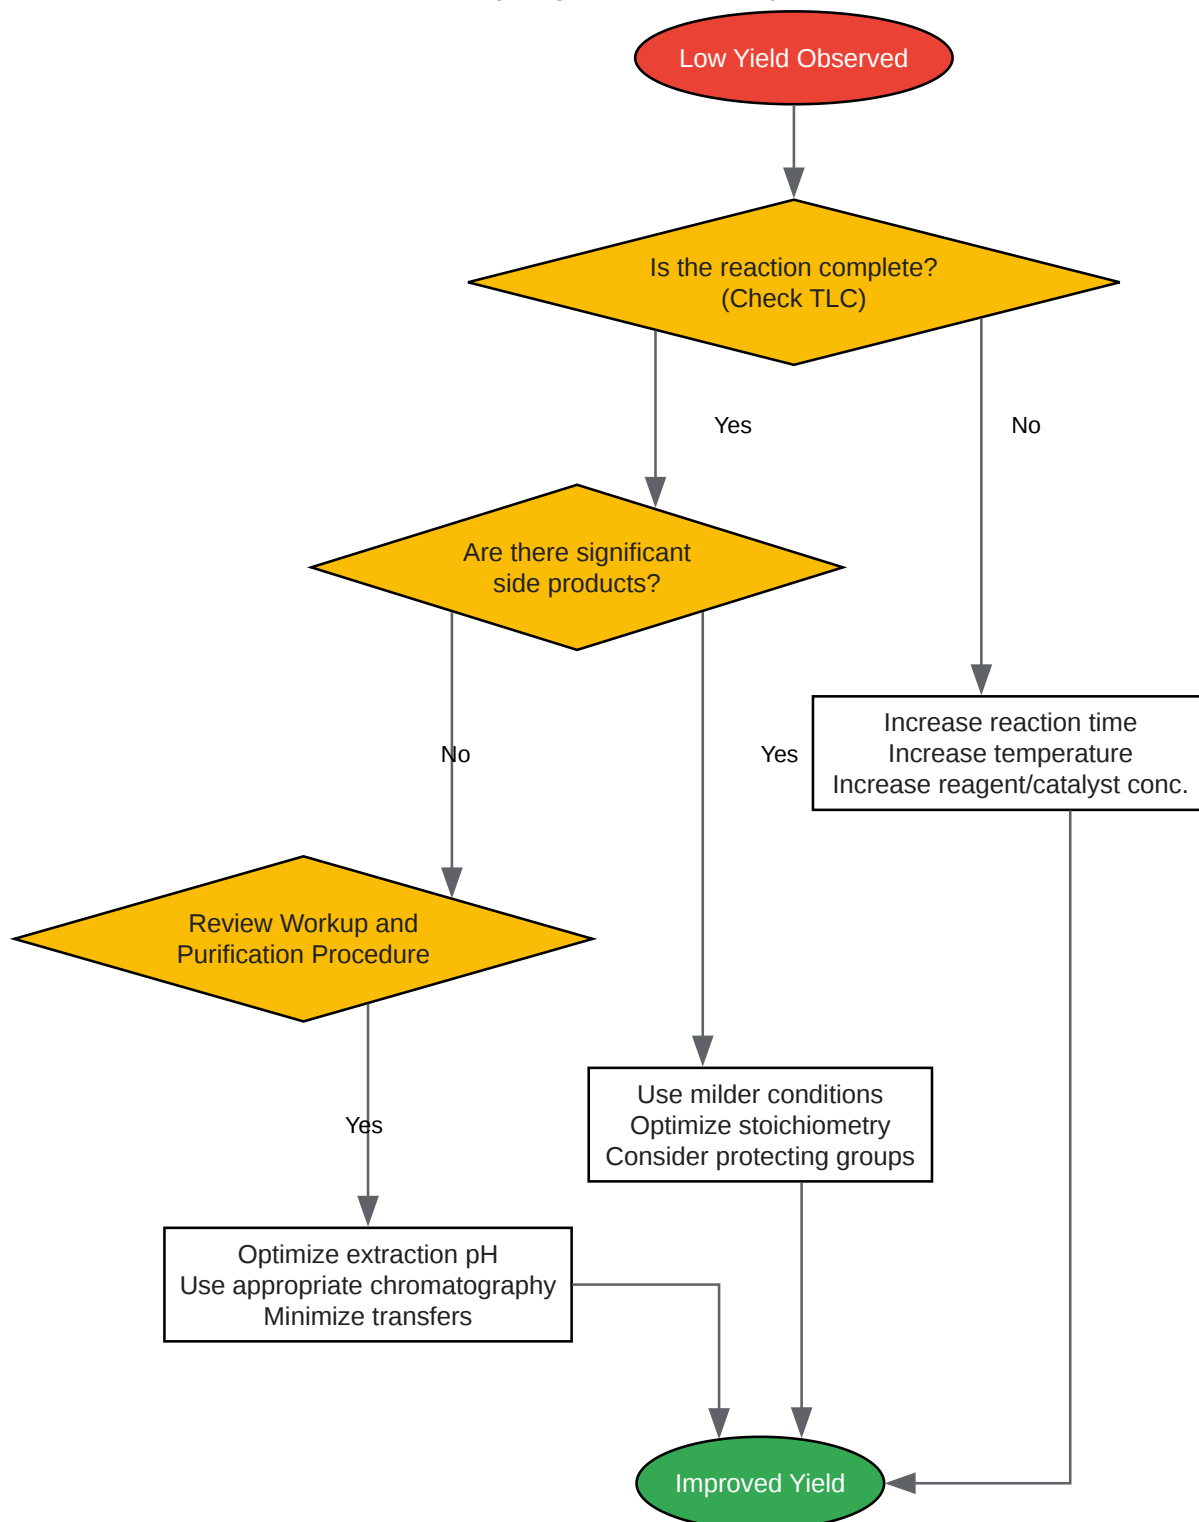 Low Yield Observed
Is the reaction complete?
(Check TLC)
Yes
No
Are there significant
side products?
No
Yes
Increase reaction time
Increase temperature
Increase reagent/catalyst conc.
Review Workup and
Purification Procedure
Yes
Use milder conditions
Optimize stoichiometry
Consider protecting groups
Optimize extraction pH
Use appropriate chromatography
Minimize transfers
Improved Yield